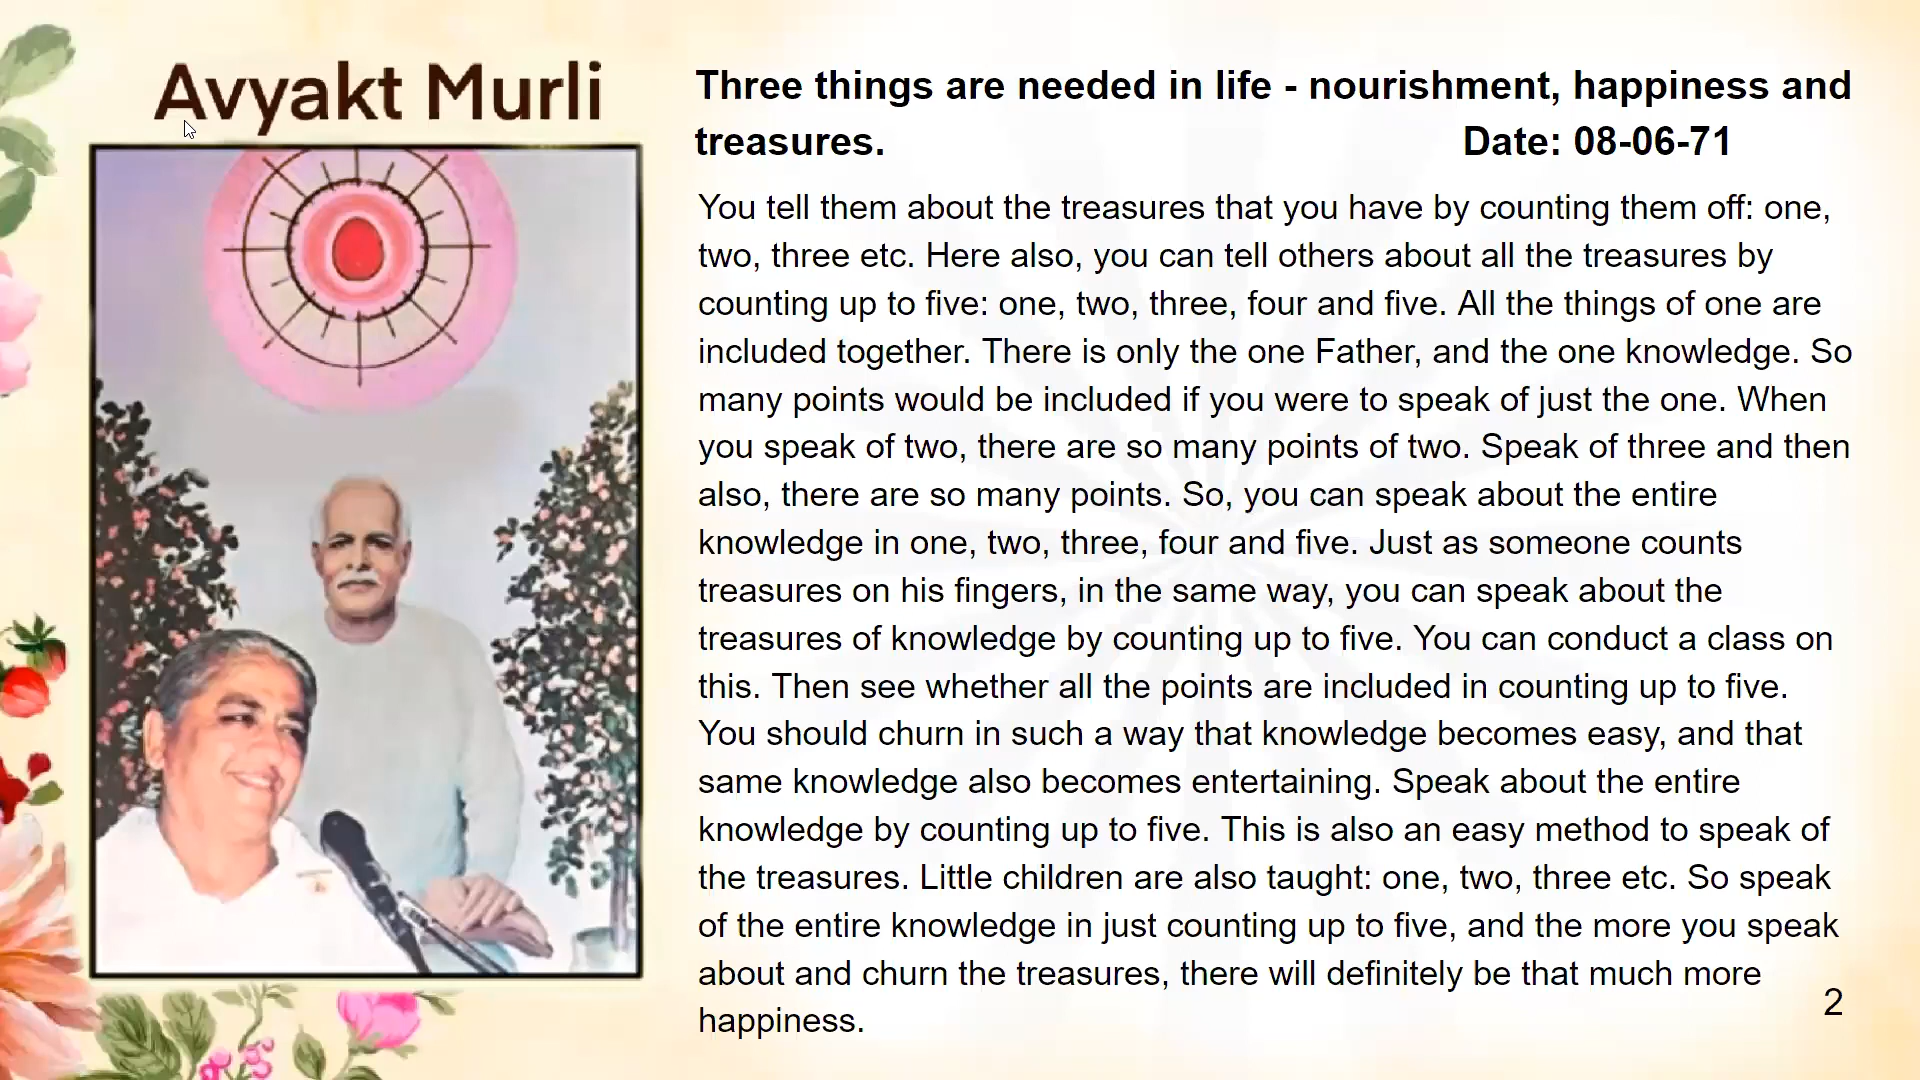 Avyakt Murli
Three things are needed in life - nourishment, happiness and
treasures. Date: 08-06-71
You tell them about the treasures that you have by counting them off: one,
two, three etc. Here also, you can tell others about all the treasures by
counting up to five: one, two, three, four and five. All the things of one are
included together. There is only the one Father, and the one knowledge. So
many points would be included if you were to speak of just the one. When
you speak of two, there are so many points of two. Speak of three and then
also, there are so many points. So, you can speak about the entire
knowledge in one, two, three, four and five. Just as someone counts
treasures on his fingers, in the same way, you can speak about the
treasures of knowledge by counting up to five. You can conduct a class on
this. Then see whether all the points are included in counting up to five.
You should churn in such a way that knowledge becomes easy, and that
same knowledge also becomes entertaining. Speak about the entire
knowledge by counting up to five. This is also an easy method to speak of
the treasures. Little children are also taught: one, two, three etc. So speak
of the entire knowledge in just counting up to five, and the more you speak
about and churn the treasures, there will definitely be that much more
happiness.
2